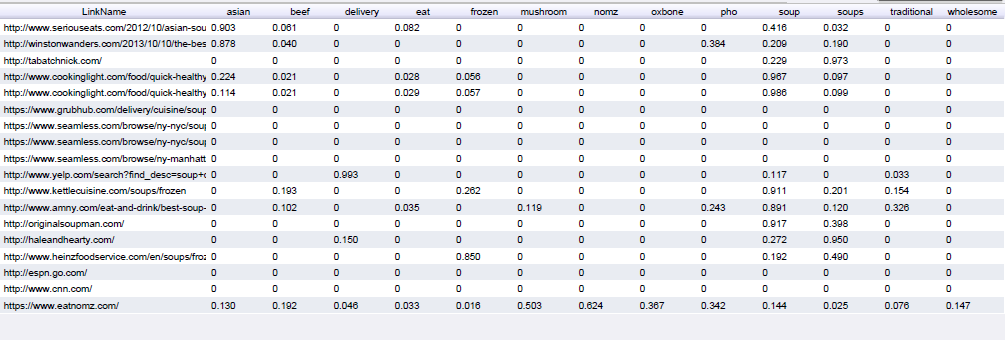 LinkName asian beef delivery eat frozen mushroom nomz oxbone pho soup soups traditional wholesome
http://www.seriouseats.com/2012/10/asian-sou 0.903 0.061 0 0.082 0 0 0 0 0 0.416 0.032 0 0
http://winstonwanders.com/2013/10/10/the-bes 0.878 0.040 0 0 0 0 0 0 0.384 0.209 0.190 0 0
http://tabatchnick.com/ 0 0 0 0 0 0 0 0 0 0.229 0.973 0 0
http://www.cookinglight.com/food/quick-healthy 0.224 0.021 0 0.028 0.056 0 0 0 0 0.967 0.097 0 0
http://www.cookinglight.com/food/quick-healthy 0.114 0.021 0 0.029 0.057 0 0 0 0 0.986 0.099 0 0
https://www.grubhub.com/delivery/cuisine/soup 0 0 0 0 0 0 0 0 0 0 0 0 0
https://www.seamless.com/browse/ny-nyc/soup 0 0 0 0 0 0 0 0 0 0 0 0 0
https://www.seamless.com/browse/ny-nyc/soup 0 0 0 0 0 0 0 0 0 0 0 0 0
https://www.seamless.com/browse/ny-manhatt 0 0 0 0 0 0 0 0 0 0 0 0 0
http://www.yelp.com/search?find_desc=soup+c 0 0 0.993 0 0 0 0 0 0 0.117 0 0.033 0
http://www.kettlecuisine.com/soups/frozen 0 0.193 0 0 0.262 0 0 0 0 0.911 0.201 0.154 0
http://www.amny.com/eat-and-drink/best-soup- 0 0.102 0 0.035 0 0.119 0 0 0.243 0.891 0.120 0.326 0
http://originalsoupman.com/ 0 0 0 0 0 0 0 0 0 0.917 0.398 0 0
http://haleandhearty.com/ 0 0 0.150 0 0 0 0 0 0 0.272 0.950 0 0
http://www.heinzfoodservice.com/en/soups/froz 0 0 0 0 0.850 0 0 0 0 0.192 0.490 0 0
http://espn.go.com/ 0 0 0 0 0 0 0 0 0 0 0 0 0
http://www.cnn.com/ 0 0 0 0 0 0 0 0 0 0 0 0 0
https://www.eatnomz.com/ 0.130 0.192 0.046 0.033 0.016 0.503 0.624 0.367 0.342 0.144 0.025 0.076 0.147